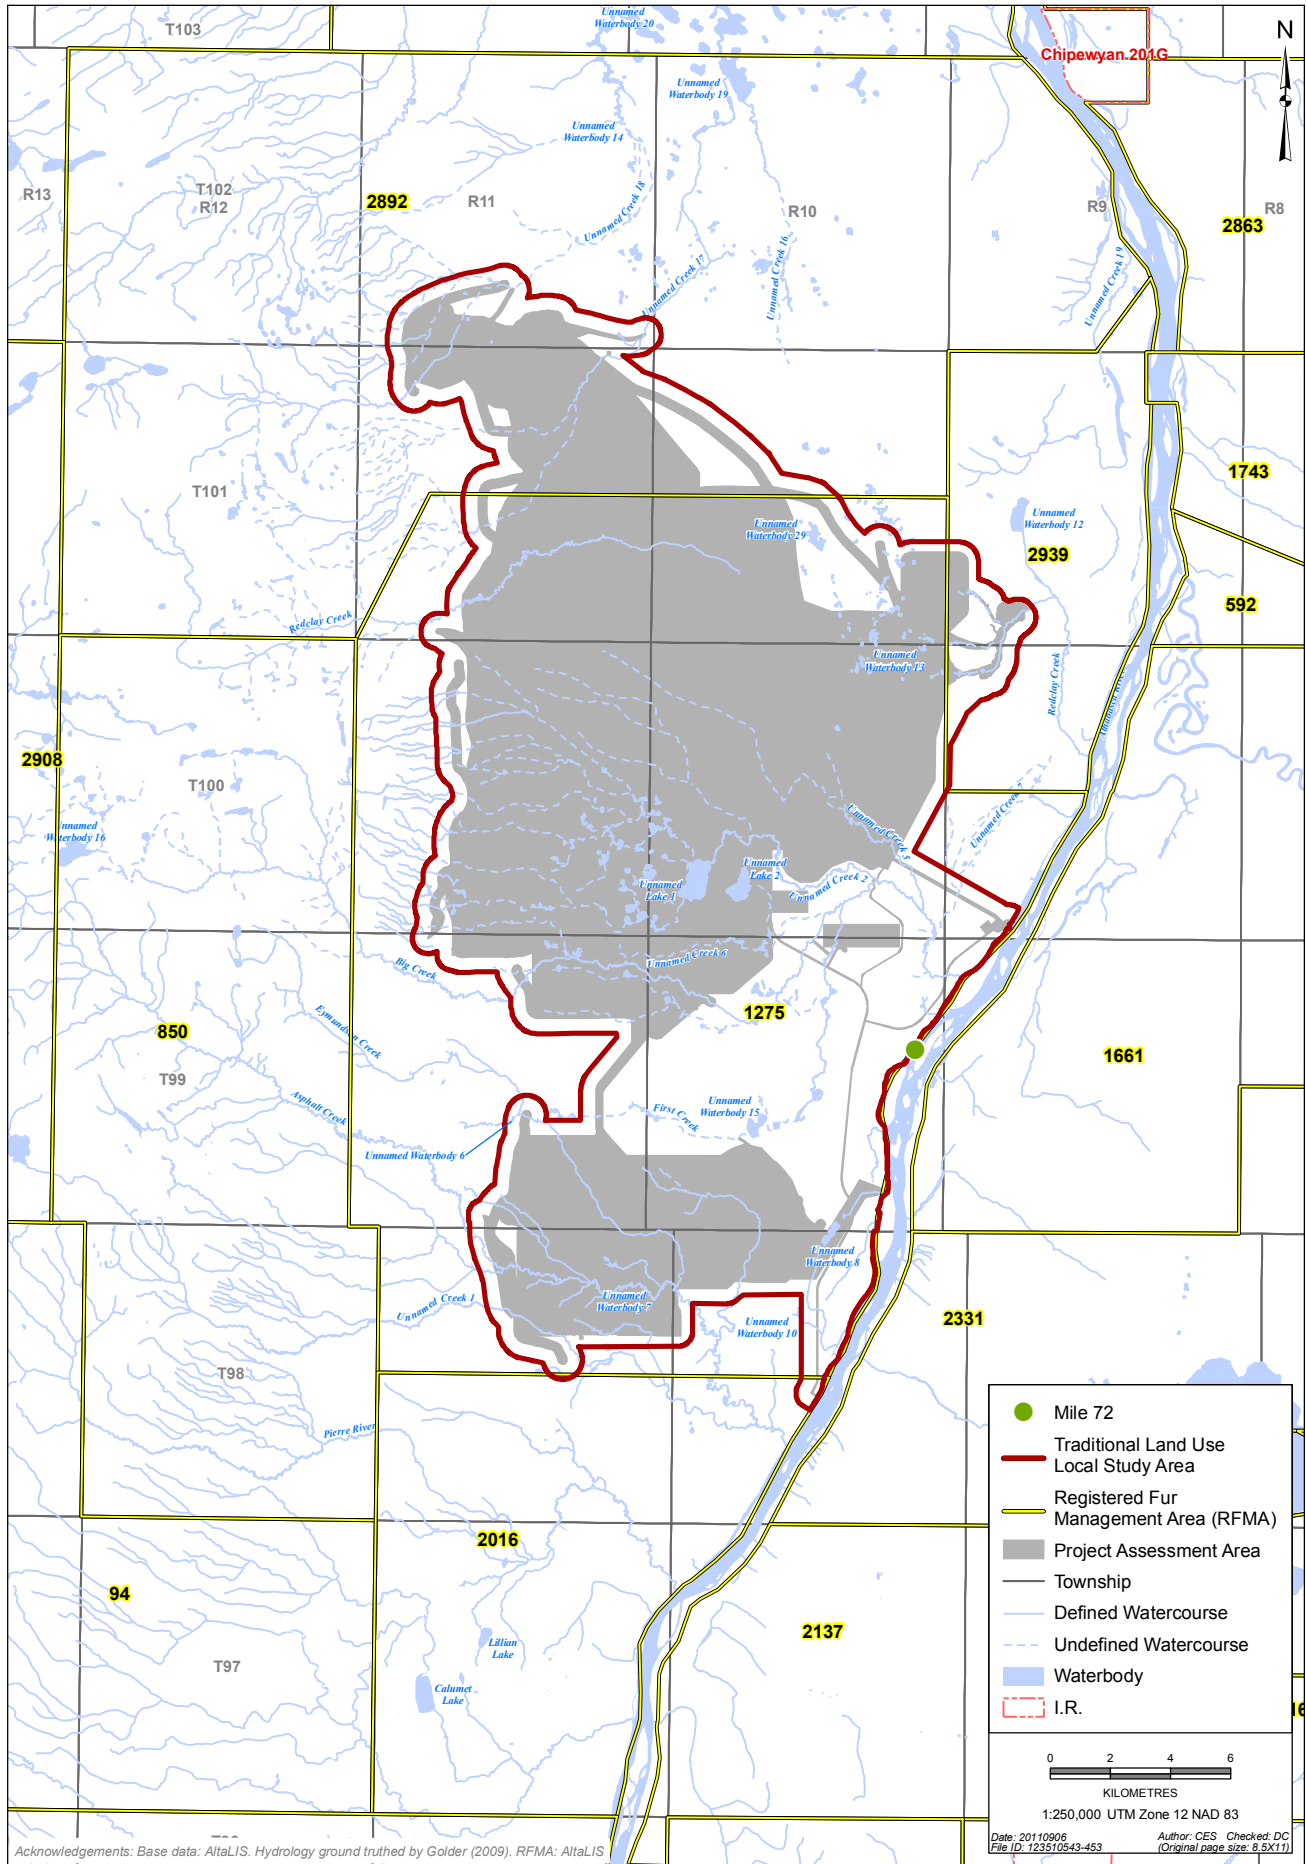 T103
Unnamed
Waterbody 20
N
Chipewyan 201G
Unnamed
Waterbody 19
Unnamed
Waterbody 14
R13
T102
R12
2892
R11
Unnamed Creek 18
R10
R9
R8
2863
Unnamed Creek 16
Unnamed Creek 17
Unnamed Creek 19
T101
1743
Unnamed
Waterbody 29
Unnamed
Waterbody 12
2939
592
Redclay Creek
Unnamed
Waterbody 13
Redclay Creek
2908
T100
Unnamed
Waterbody 16
Unnamed Creek 5
Unnamed Creek 7
Unnamed
Lake 2
Unnamed
Lake 1
Unnamed Creek 2
Big Creek
Unnamed Creek 6
Eymundson Creek
1275
850
1661
T99
Asphalt Creek
First Creek
Unnamed
Waterbody 15
Unnamed Waterbody 6
Unnamed
Waterbody 8
Unnamed Creek 1
Unnamed
Waterbody 7
Unnamed
Waterbody 10
2331
T98
Pierre River
2016
94
2137
Lillian
Lake
T97
Calumet
Lake
Mile 72
Traditional Land Use
Local Study Area
Registered Fur
Management Area (RFMA)
Project Assessment Area
Township
Defined Watercourse
Undefined Watercourse
Waterbody
I.R.
0 2 4 6
KILOMETRES
1:250,000 UTM Zone 12 NAD 83
Date: 20110906 Author: CES Checked: DC
File ID: 123510543-453 (Original page size: 8.5X11)
Acknowledgements: Base data: AltaLIS. Hydrology ground truthed by Golder (2009). RFMA: AltaLIS